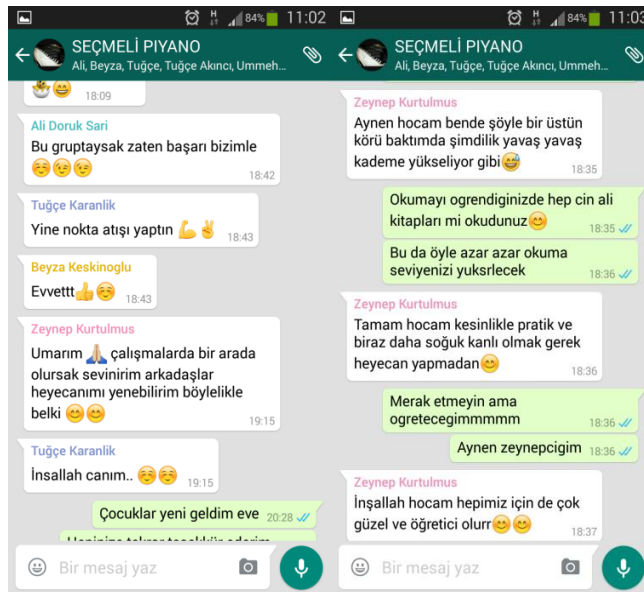 84% 11:02
SEÇMELİ PIYANO
Ali, Beyza, Tuğçe, Tuğçe Akıncı, Ummeh...
18:09
Ali Doruk Sari
Bu gruptaysak zaten başarı bizimle
☺️😉😉
18:42
Tuğçe Karanlik
Yine nokta atışı yaptın 💪✌️ 18:43
Beyza Keskinoglu
Evvettt👍☺️ 18:43
Zeynep Kurtulmus
Umarım 🙏 çalışmalarda bir arada
olursak sevinirim arkadaşlar
heyecanımı yenebilirim böylelikle
belki 😊😊
19:15
Tuğçe Karanlik
İnsallah canım.. ☺️☺️ 19:15
Çocuklar yeni geldim eve 20:28
Bir mesaj yaz
84% 11:03
SEÇMELİ PIYANO
Ali, Beyza, Tuğçe, Tuğçe Akıncı, Ummeh...
Zeynep Kurtulmus
Aynen hocam bende şöyle bir üstün
körü baktımda şimdilik yavaş yavaş
kademe yükseliyor gibi😅
18:35
Okumayı ogrendiginizde hep cin ali
kitapları mi okudunuz😊
18:35
Bu da öyle azar azar okuma
seviyenizi yuksrlecek
18:36
Zeynep Kurtulmus
Tamam hocam kesinlikle pratik ve
biraz daha soğuk kanlı olmak gerek
heyecan yapmadan😊
18:36
Merak etmeyin ama
ogretecegimmmmm
18:36
Aynen zeynepcigim 18:36
Zeynep Kurtulmus
İnşallah hocam hepimiz için de çok
güzel ve öğretici olurr😊😊
18:37
Bir mesaj yaz